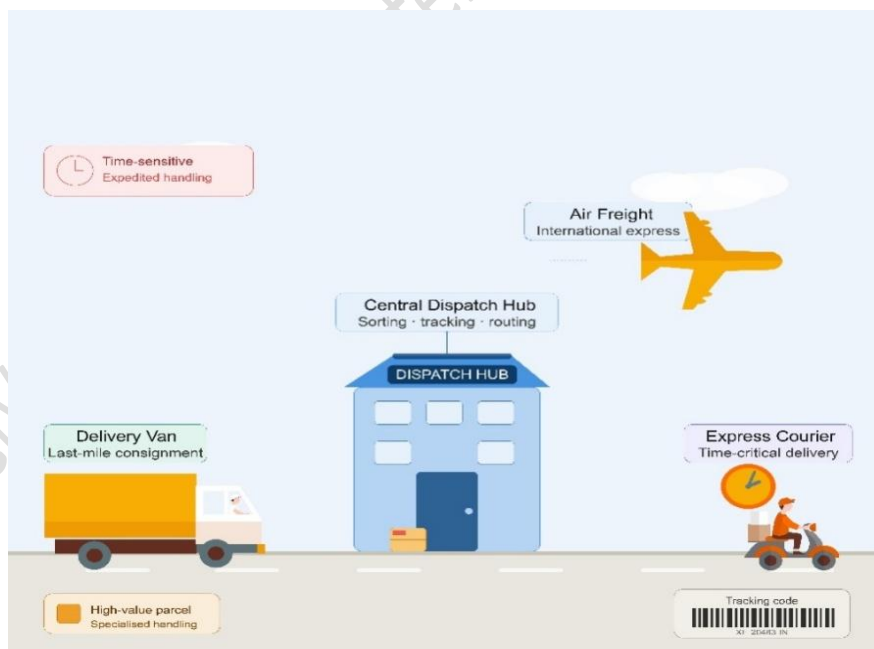 Time-sensitive
Expedited handling
Air Freight
International express
Central Dispatch Hub
Sorting · tracking · routing
DISPATCH HUB
Delivery Van
Last-mile consignment
Express Courier
Time-critical delivery
High-value parcel
Specialised handling
Tracking code
IN